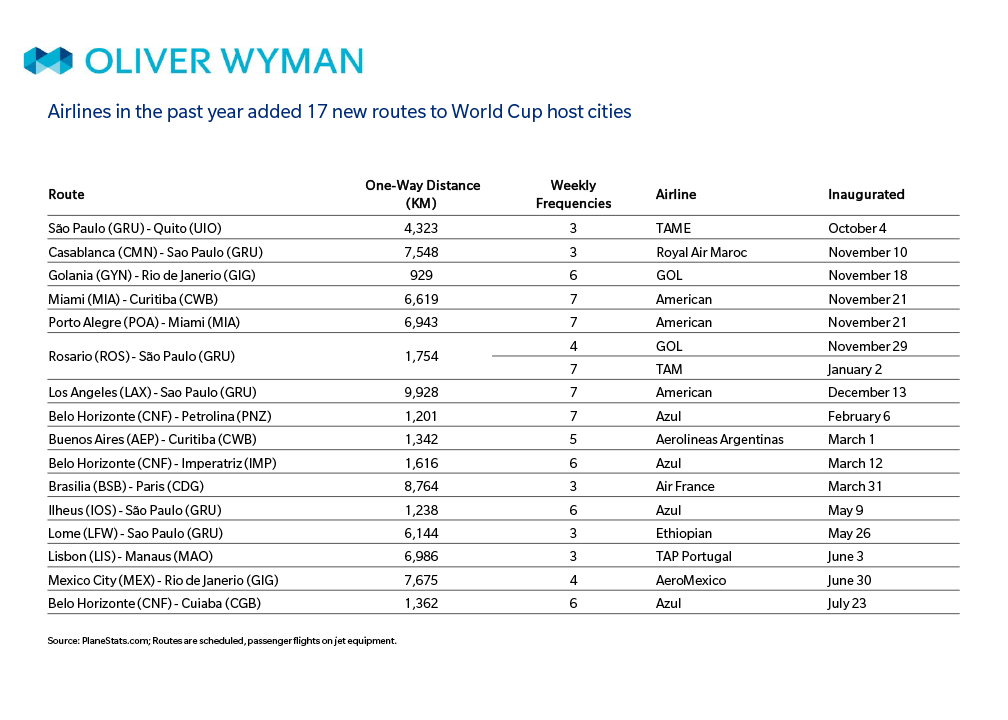 OLIVER WYMAN
Airlines in the past year added 17 new routes to World Cup host cities
Route One-Way Distance (KM) Weekly Frequencies Airline Inaugurated
São Paulo (GRU) - Quito (UIO) 4,323 3 TAME October 4
Casablanca (CMN) - Sao Paulo (GRU) 7,548 3 Royal Air Maroc November 10
Golania (GYN) - Rio de Janerio (GIG) 929 6 GOL November 18
Miami (MIA) - Curitiba (CWB) 6,619 7 American November 21
Porto Alegre (POA) - Miami (MIA) 6,943 7 American November 21
Rosario (ROS) - São Paulo (GRU) 1,754 4 GOL November 29
7 TAM January 2
Los Angeles (LAX) - Sao Paulo (GRU) 9,928 7 American December 13
Belo Horizonte (CNF) - Petrolina (PNZ) 1,201 7 Azul February 6
Buenos Aires (AEP) - Curitiba (CWB) 1,342 5 Aerolineas Argentinas March 1
Belo Horizonte (CNF) - Imperatriz (IMP) 1,616 6 Azul March 12
Brasilia (BSB) - Paris (CDG) 8,764 3 Air France March 31
Ilheus (IOS) - São Paulo (GRU) 1,238 6 Azul May 9
Lome (LFW) - Sao Paulo (GRU) 6,144 3 Ethiopian May 26
Lisbon (LIS) - Manaus (MAO) 6,986 3 TAP Portugal June 3
Mexico City (MEX) - Rio de Janerio (GIG) 7,675 4 AeroMexico June 30
Belo Horizonte (CNF) - Cuiaba (CGB) 1,362 6 Azul July 23
Source: PlaneStats.com; Routes are scheduled, passenger flights on jet equipment.